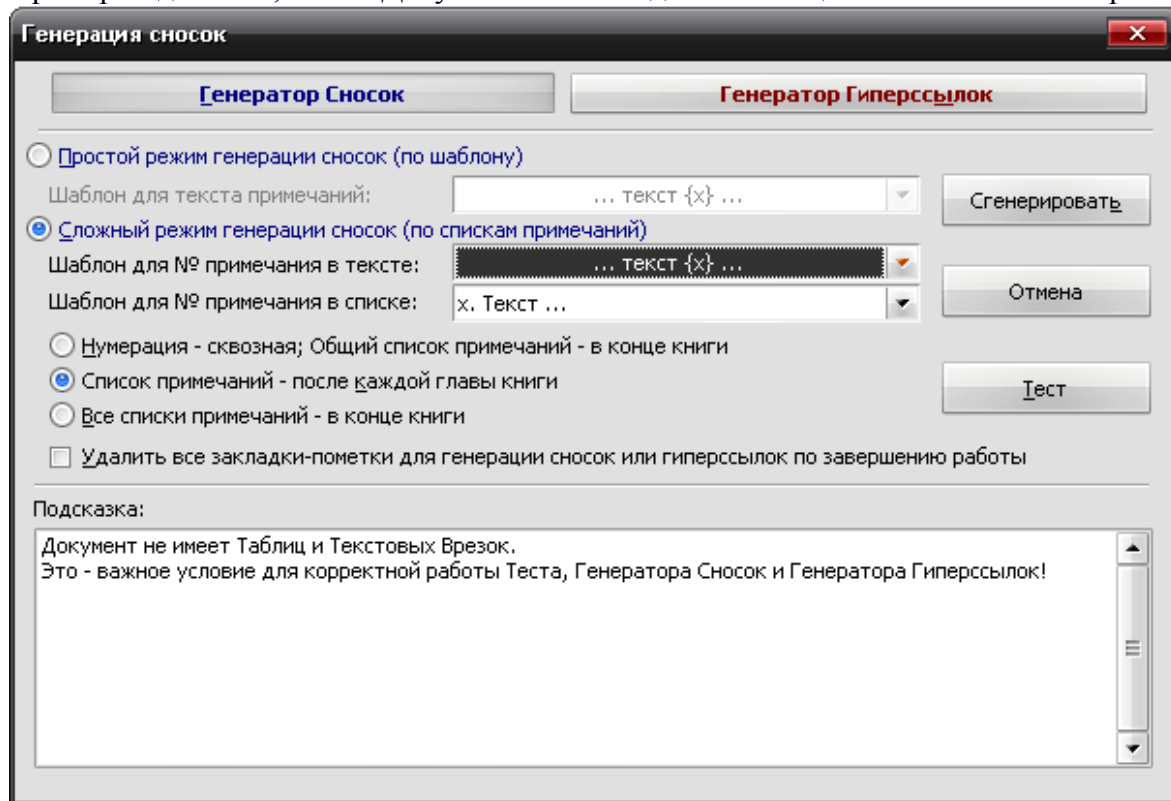 Генерация сносок
Генератор Сносок Генератор Гиперссылок
Простой режим генерации сносок (по шаблону)
Шаблон для текста примечаний: ... текст {x} ... Сгенерировать
Сложный режим генерации сносок (по спискам примечаний)
Шаблон для № примечания в тексте: ... текст {x} ...
Шаблон для № примечания в списке: x. Текст ... Отмена
Нумерация - сквозная; Общий список примечаний - в конце книги
Список примечаний - после каждой главы книги Тест
Все списки примечаний - в конце книги
Удалить все закладки-пометки для генерации сносок или гиперссылок по завершению работы
Подсказка:
Документ не имеет Таблиц и Текстовых Врезок.
Это - важное условие для корректной работы Теста, Генератора Сносок и Генератора Гиперссылок!